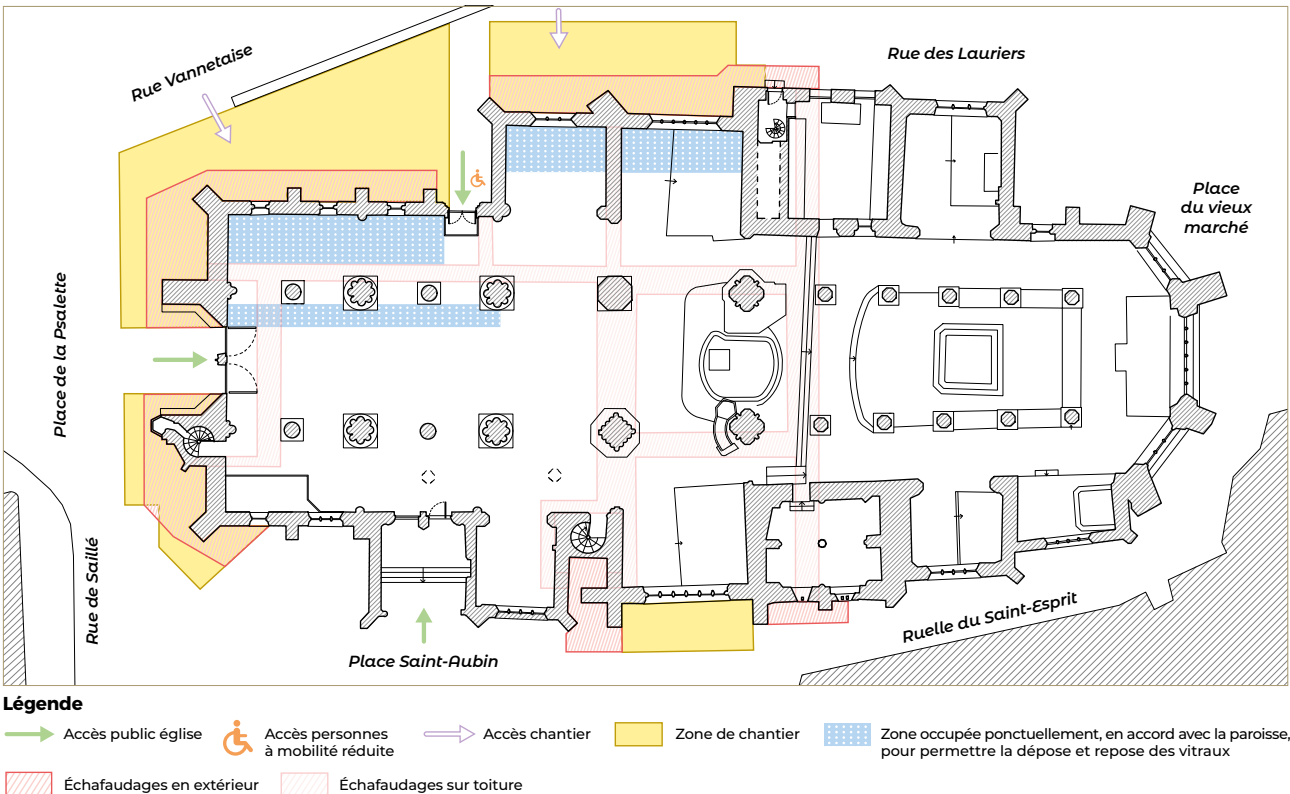 Rue Vannetaise
Rue des Lauriers
Place
du vieux
marché
Place de la Psalette
Rue de Saillé
Place Saint-Aubin
Ruelle du Saint-Esprit
Légende
Accès public église
Accès personnes
à mobilité réduite
Accès chantier
Zone de chantier
Zone occupée ponctuellement, en accord avec la paroisse,
pour permettre la dépose et repose des vitraux
Échafaudages en extérieur
Échafaudages sur toiture